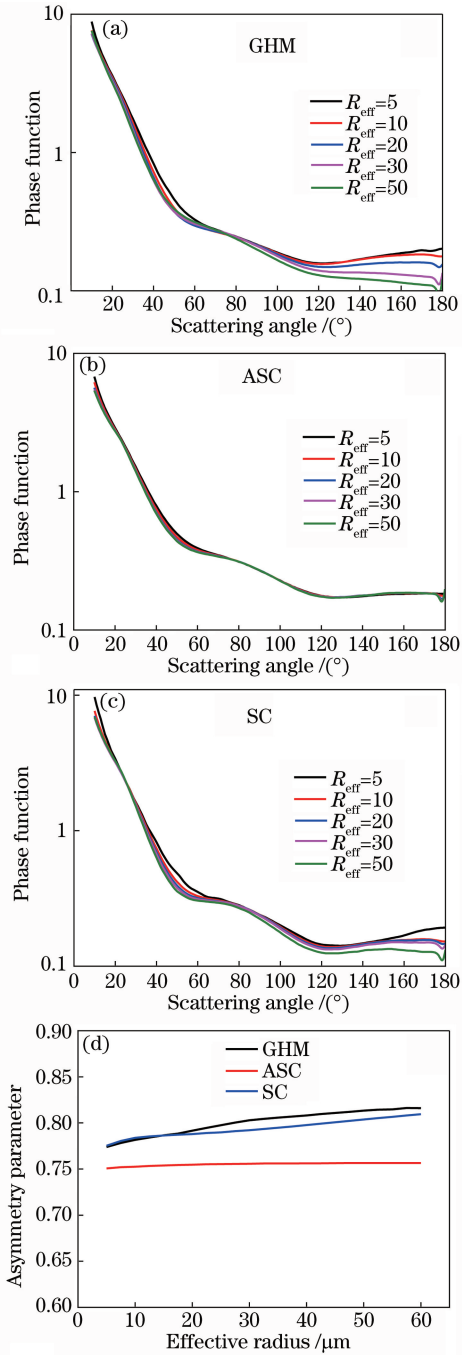 10
(a)
GHM
Phase function
R_eff=5
R_eff=10
1
R_eff=20
R_eff=30
R_eff=50
0.1
20 40 60 80 100 120 140 160 180
Scattering angle /(°)
10
(b)
ASC
Phase function
R_eff=5
R_eff=10
1
R_eff=20
R_eff=30
R_eff=50
0.1
0 20 40 60 80 100 120 140 160 180
Scattering angle /(°)
10
(c)
SC
Phase function
R_eff=5
R_eff=10
1
R_eff=20
R_eff=30
R_eff=50
0.1
0 20 40 60 80 100 120 140 160 180
Scattering angle /(°)
0.90
(d)
GHM
ASC
SC
0.85
0.80
Asymmetry parameter
0.75
0.70
0.65
0.60
0 10 20 30 40 50 60
Effective radius /μm